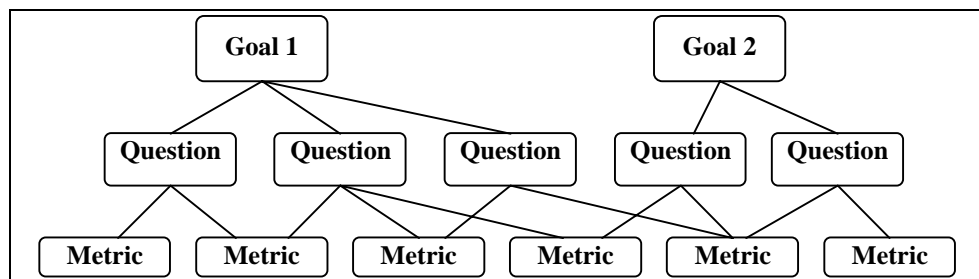 Goal 1 Goal 2
Question Question Question Question Question
Metric Metric Metric Metric Metric Metric